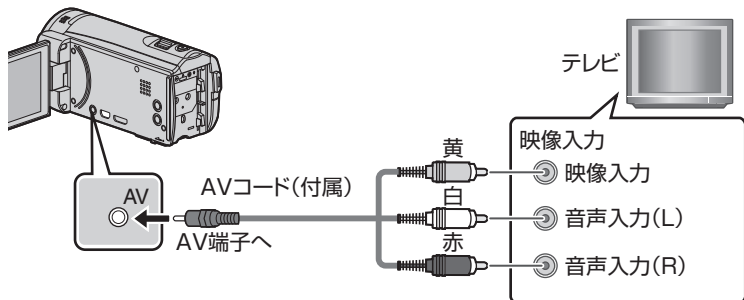 テレビ
映像入力
黄
映像入力
AV
AVコード(付属)
白
音声入力(L)
AV端子へ
赤
音声入力(R)